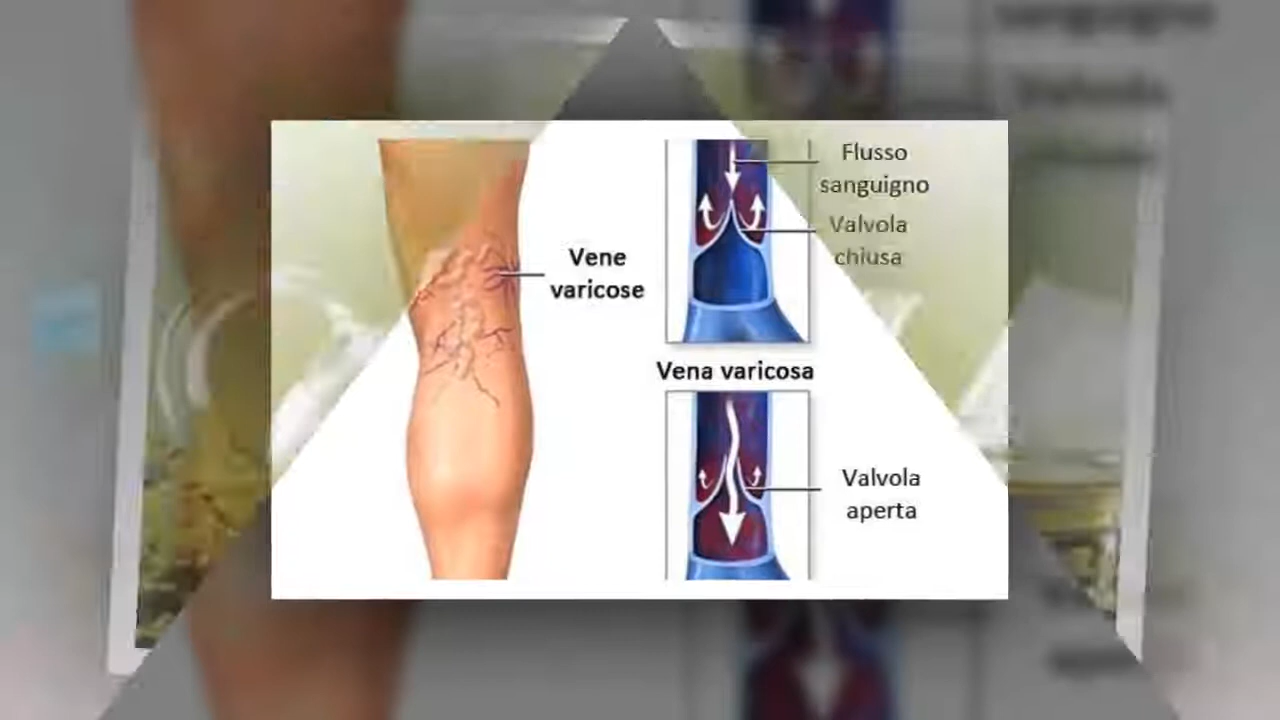 Vene
varicose
Flusso
sanguigno
Valvola
chiusa
Vena varicosa
Valvola
aperta